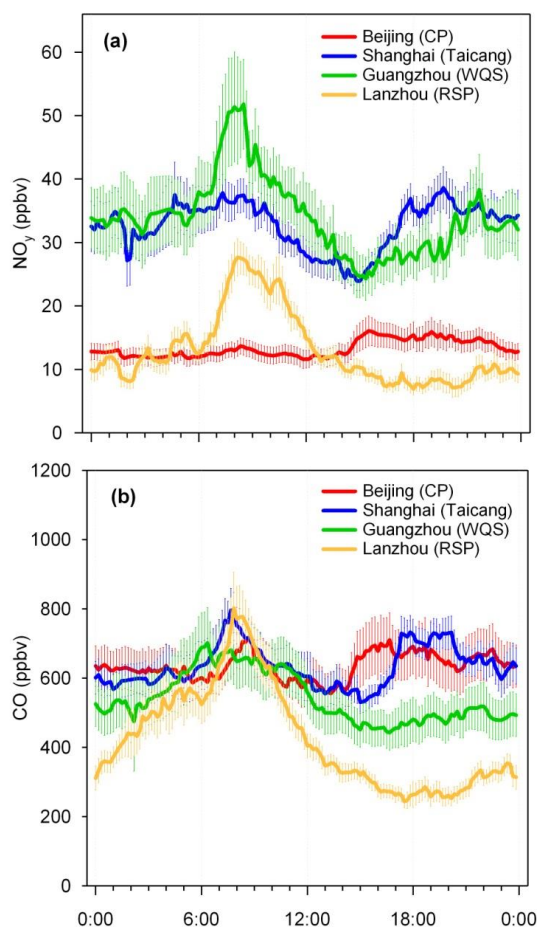 (a)
Beijing (CP)
Shanghai (Taicang)
Guangzhou (WQS)
Lanzhou (RSP)
60
50
40
30
20
10
0
NOy (ppbv)
(b)
Beijing (CP)
Shanghai (Taicang)
Guangzhou (WQS)
Lanzhou (RSP)
1200
1000
800
600
400
200
0
CO (ppbv)
0:00 6:00 12:00 18:00 0:00